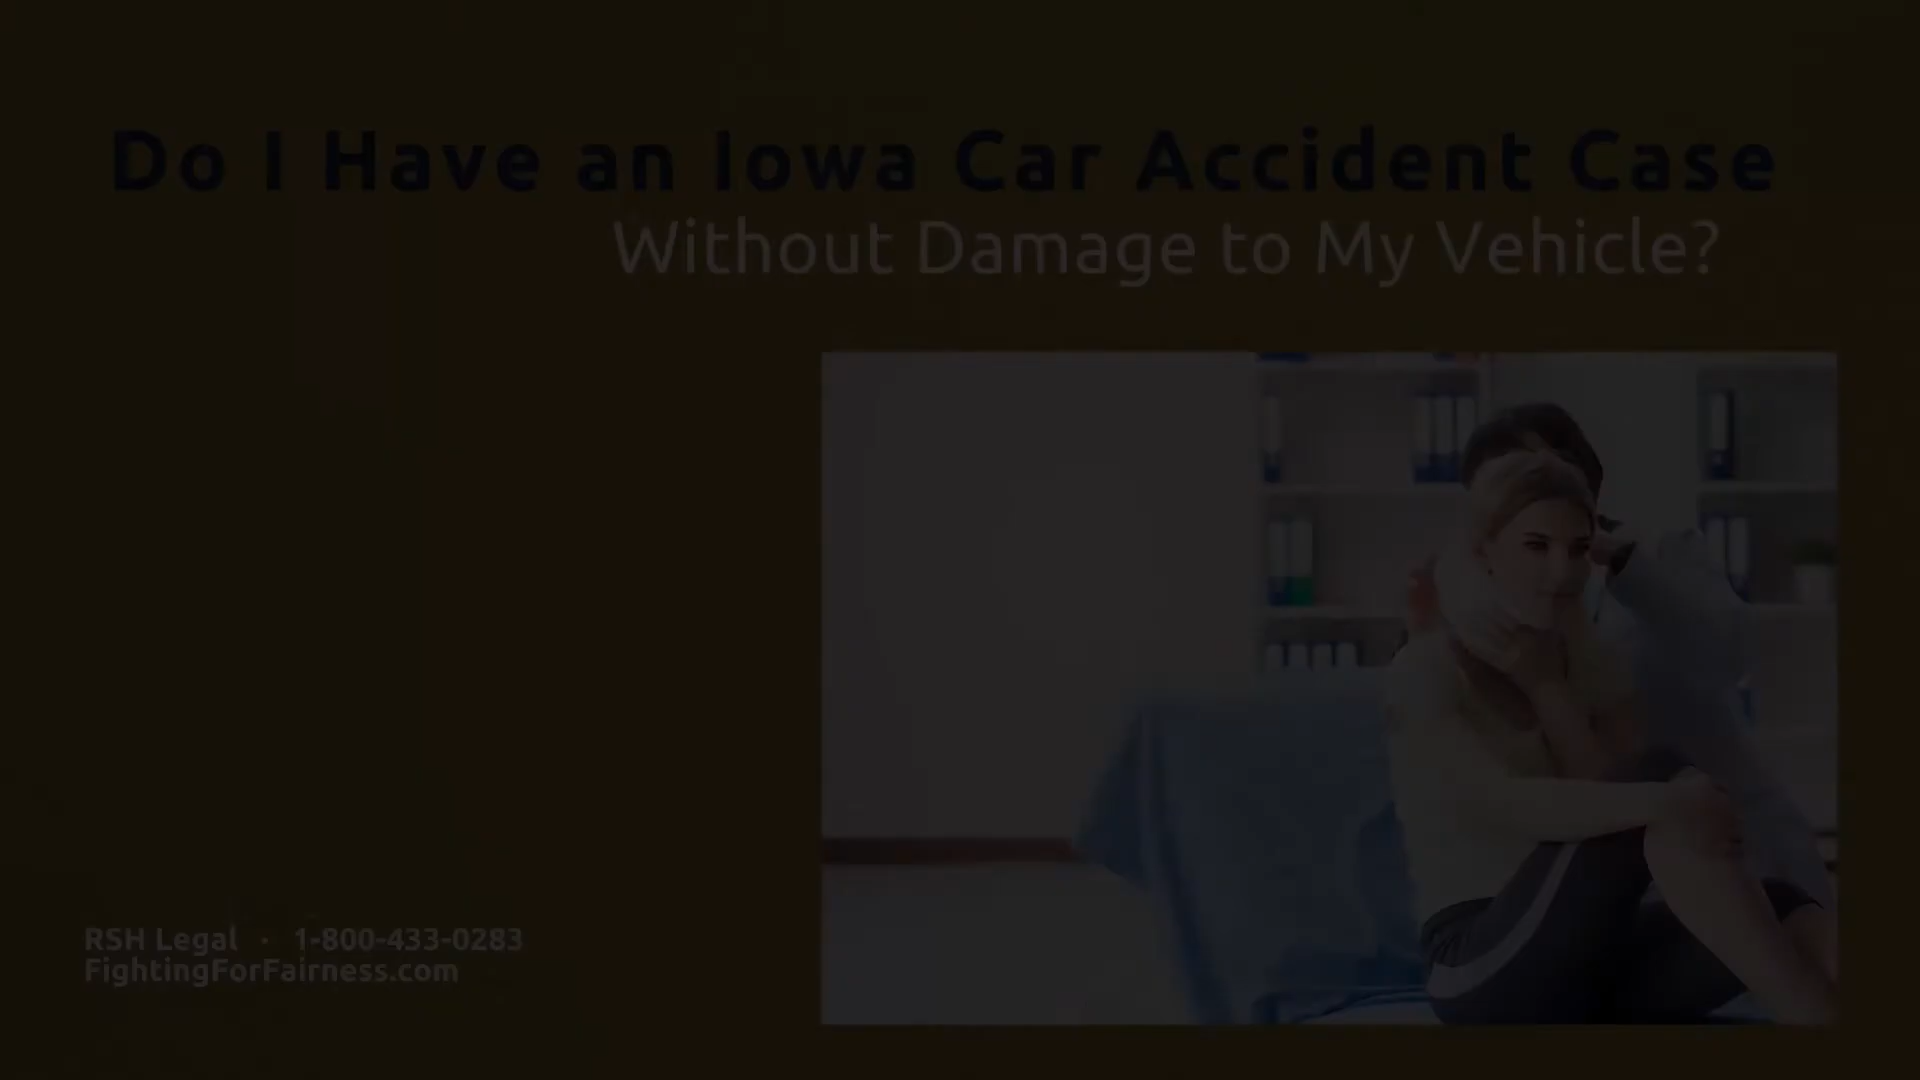 Do I Have an Iowa Car Accident Case
Without Damage to My Vehicle?
RSH Legal · 1-800-433-0283
FightingForFairness.com